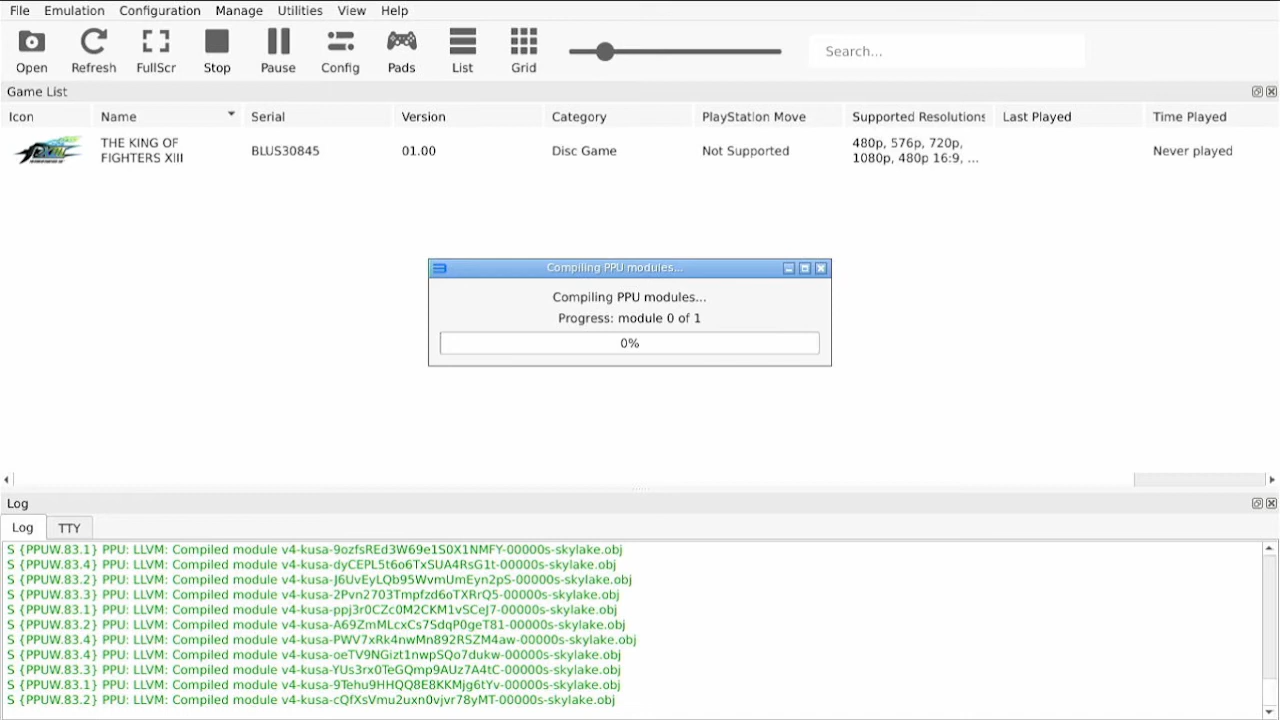 File Emulation Configuration Manage Utilities View Help
Open Refresh FullScr Stop Pause Config Pads List Grid Search...
Game List
Icon Name Serial Version Category PlayStation Move Supported Resolutions Last Played Time Played
THE KING OF FIGHTERS XIII BLUS30845 01.00 Disc Game Not Supported 480p, 576p, 720p, 1080p, 480p 16:9, ... Never played
Compiling PPU modules...
Compiling PPU modules...
Progress: module 0 of 1
0%
Log
Log TTY
S {PPUW.83.1} PPU: LLVM: Compiled module v4-kusa-9ozfsREd3W69e1S0X1NMFY-00000s-skylake.obj
S {PPUW.83.4} PPU: LLVM: Compiled module v4-kusa-dyCEPL5t6o6TxSUA4RsG1t-00000s-skylake.obj
S {PPUW.83.2} PPU: LLVM: Compiled module v4-kusa-J6UvEyLQb95WvmUmEyn2pS-00000s-skylake.obj
S {PPUW.83.3} PPU: LLVM: Compiled module v4-kusa-2Pvn2703Tmpfzd6oTXRrQ5-00000s-skylake.obj
S {PPUW.83.1} PPU: LLVM: Compiled module v4-kusa-ppj3r0CZc0M2CKM1vSCeJ7-00000s-skylake.obj
S {PPUW.83.2} PPU: LLVM: Compiled module v4-kusa-A69ZmMLcxCs7SdqP0geT81-00000s-skylake.obj
S {PPUW.83.4} PPU: LLVM: Compiled module v4-kusa-PWV7xRk4nwMn892RSZM4aw-00000s-skylake.obj
S {PPUW.83.4} PPU: LLVM: Compiled module v4-kusa-oeTV9NGizt1nwpSQo7dukw-00000s-skylake.obj
S {PPUW.83.3} PPU: LLVM: Compiled module v4-kusa-YUs3rx0TeGQmp9AUz7A4tC-00000s-skylake.obj
S {PPUW.83.1} PPU: LLVM: Compiled module v4-kusa-9Tehu9HHQQ8E8KKMjg6tYv-00000s-skylake.obj
S {PPUW.83.2} PPU: LLVM: Compiled module v4-kusa-cQfXsVmu2uxn0vjvr78yMT-00000s-skylake.obj